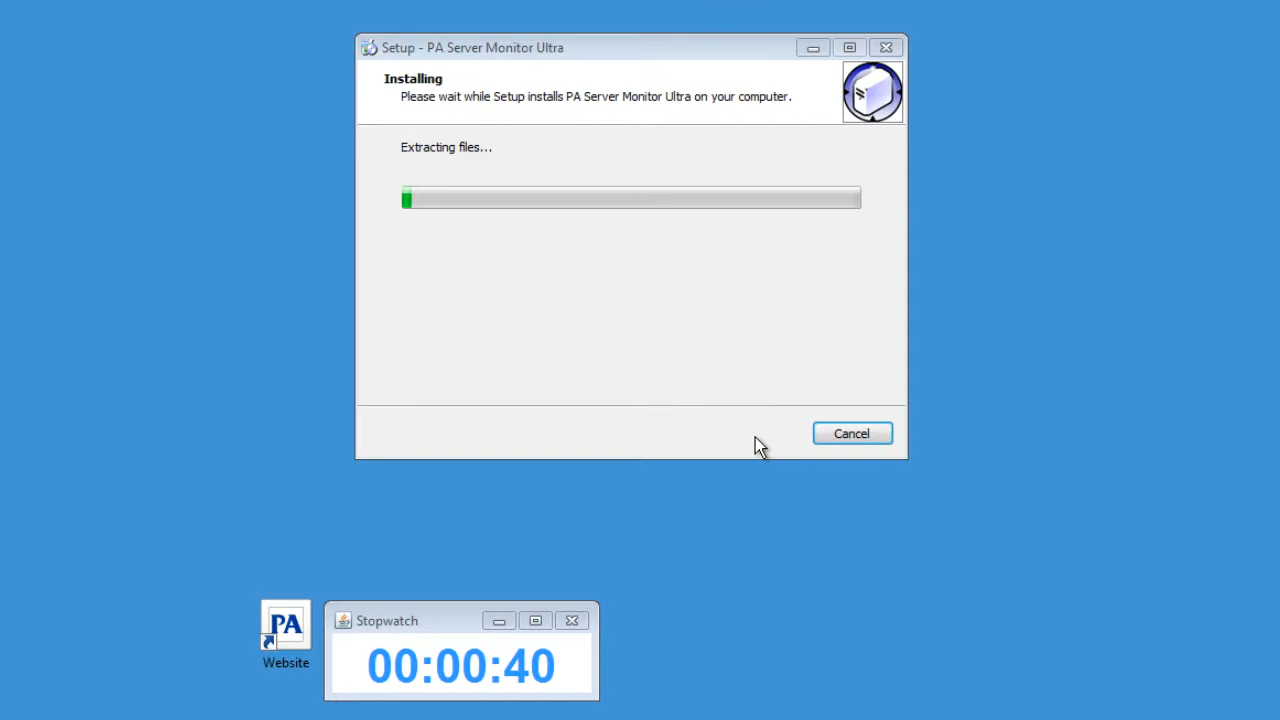 Setup - PA Server Monitor Ultra
Installing
Please wait while Setup installs PA Server Monitor Ultra on your computer.
Extracting files...
Cancel
PA
Website
Stopwatch
00:00:40